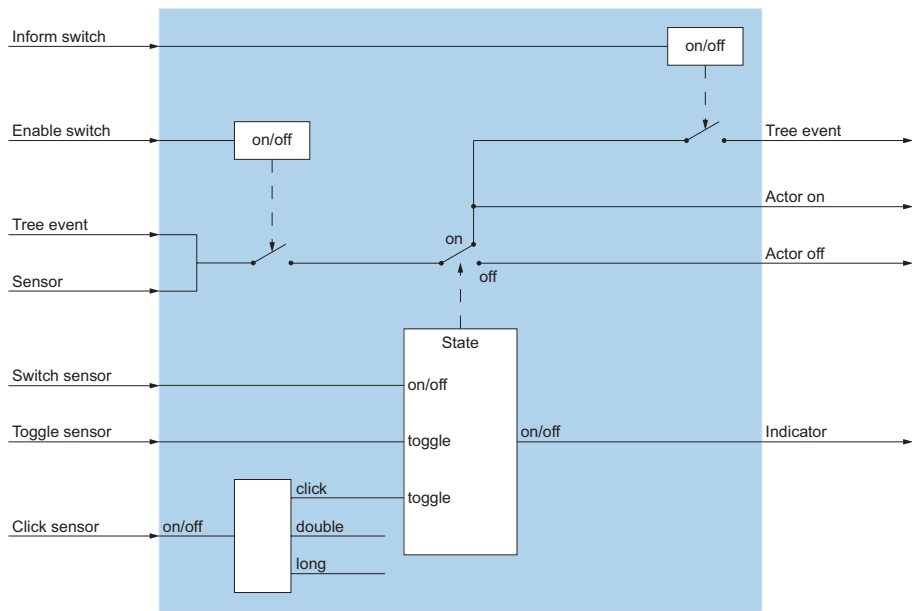 Inform switch
on/off
Enable switch
on/off
Tree event
Tree event
Actor on
on
Actor off
off
Sensor
State
Switch sensor
on/off
Toggle sensor
toggle
on/off
Indicator
click
toggle
Click sensor
on/off
double
long